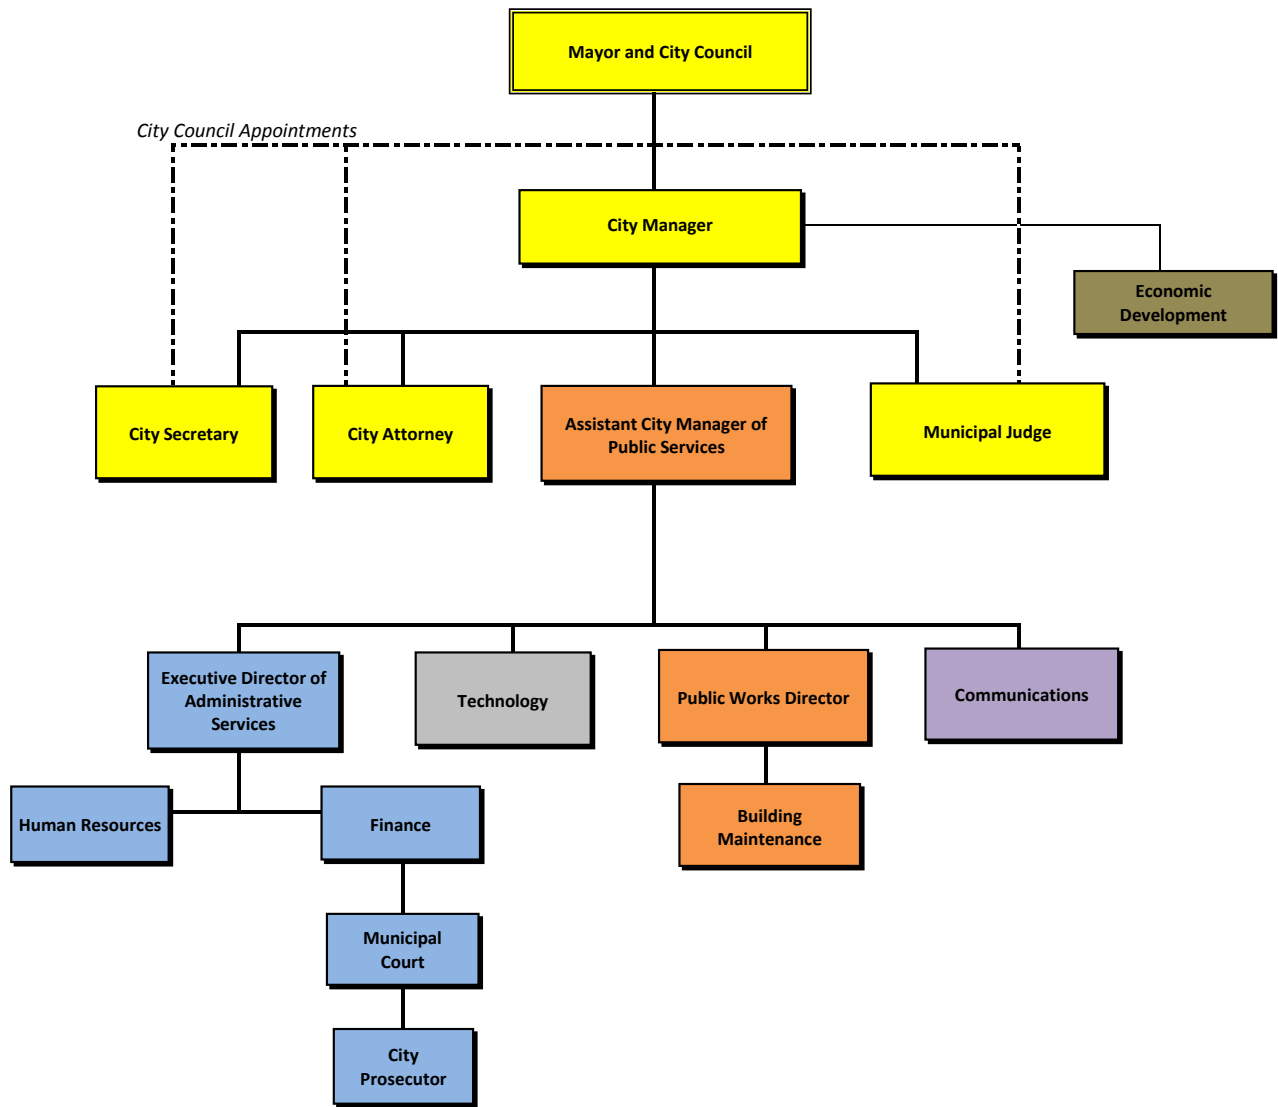 Mayor and City Council
City Council Appointments
City Manager
Economic
Development
City Secretary
City Attorney
Assistant City Manager of
Public Services
Municipal Judge
Executive Director of
Administrative
Services
Technology
Public Works Director
Communications
Human Resources
Finance
Building
Maintenance
Municipal
Court
City
Prosecutor